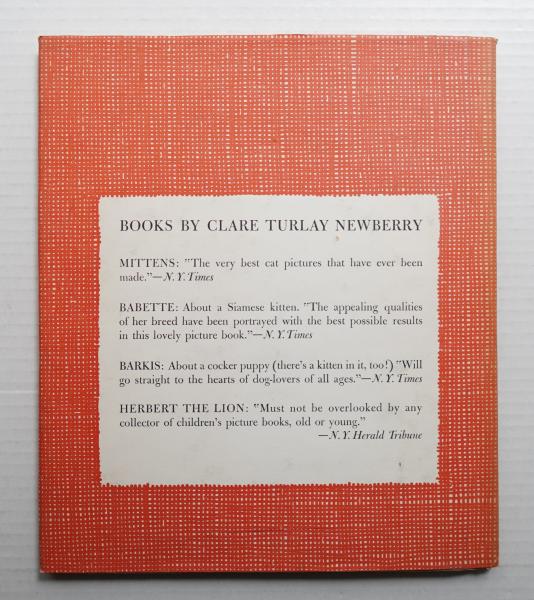 BOOKS BY CLARE TURLAY NEWBERRY
MITTENS: "The very best cat pictures that have ever been
made."—N.Y. Times
BABETTE: About a Siamese kitten. "The appealing qualities
of her breed have been portrayed with the best possible results
in this lovely picture book."—N.Y. Times
BARKIS: About a cocker puppy (there's a kitten in it, too!) "Will
go straight to the hearts of dog-lovers of all ages."—N.Y. Times
HERBERT THE LION: "Must not be overlooked by any
collector of children's picture books, old or young."
—N.Y. Herald Tribune